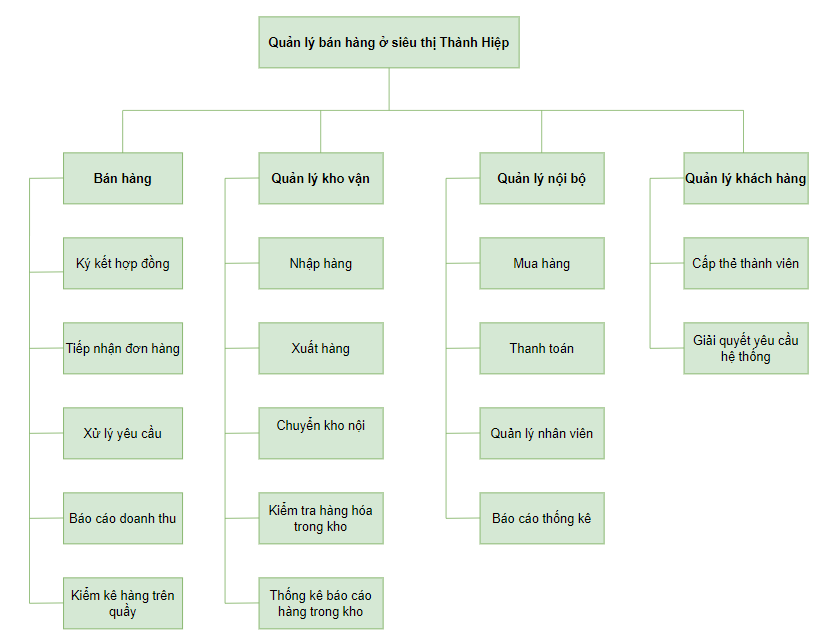 Quản lý bán hàng ở siêu thị Thành Hiệp
Bán hàng
Quản lý kho vận
Quản lý nội bộ
Quản lý khách hàng
Ký kết hợp đồng
Nhập hàng
Mua hàng
Cấp thẻ thành viên
Tiếp nhận đơn hàng
Xuất hàng
Thanh toán
Giải quyết yêu cầu
hệ thống
Xử lý yêu cầu
Chuyển kho nội
Quản lý nhân viên
Báo cáo doanh thu
Kiểm tra hàng hóa
trong kho
Báo cáo thống kê
Kiểm kê hàng trên
quầy
Thống kê báo cáo
hàng trong kho